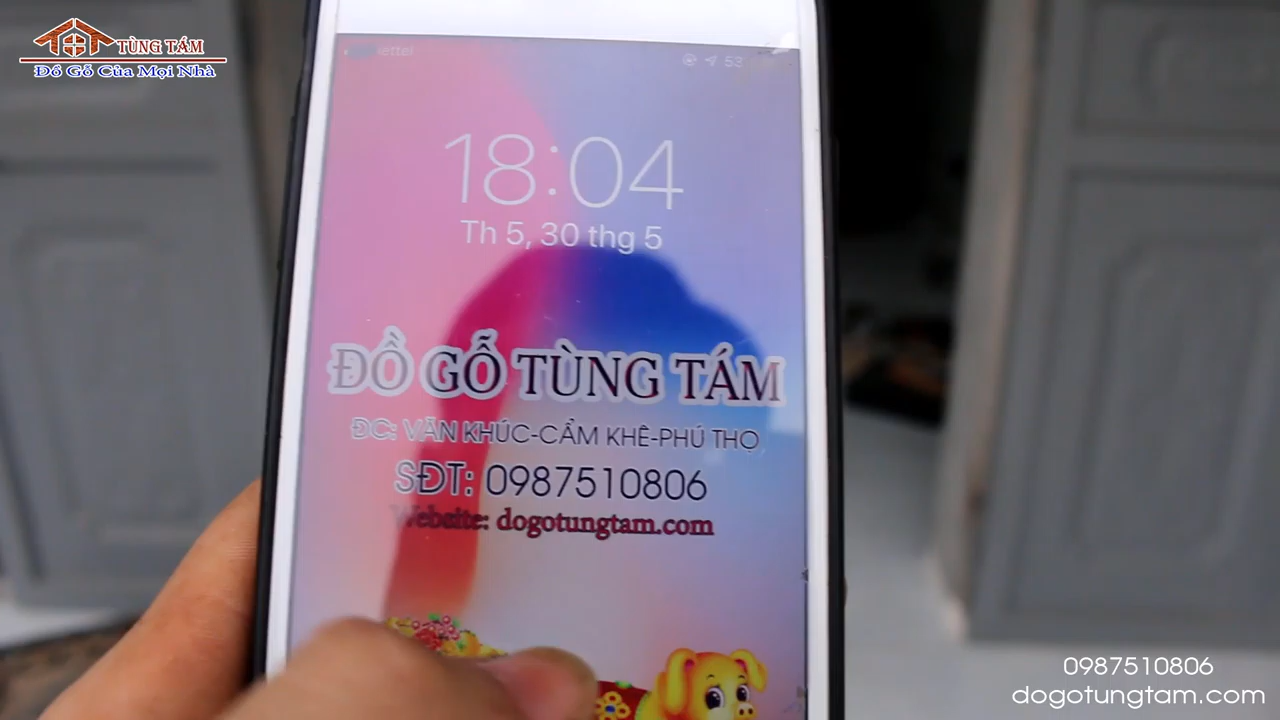 TÙNG TÁM
Đồ Gỗ Của Mọi Nhà
53
18:04
Th 5, 30 thg 5
ĐỒ GỖ TÙNG TÁM
ĐC: VĂN KHÚC-CẨM KHÊ-PHÚ THỌ
SĐT: 0987510806
Website: dogotungtam.com
0987510806
dogotungtam.com